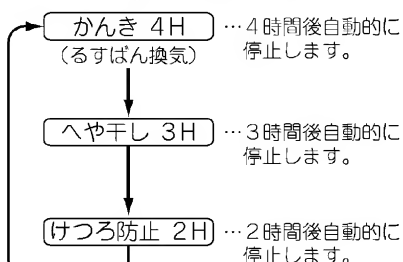 かんき 4H …4時間後自動的に
(るすばん換気) 停止します。
へや干し 3H …3時間後自動的に
停止します。
けつろ防止 2H …2時間後自動的に
停止します。